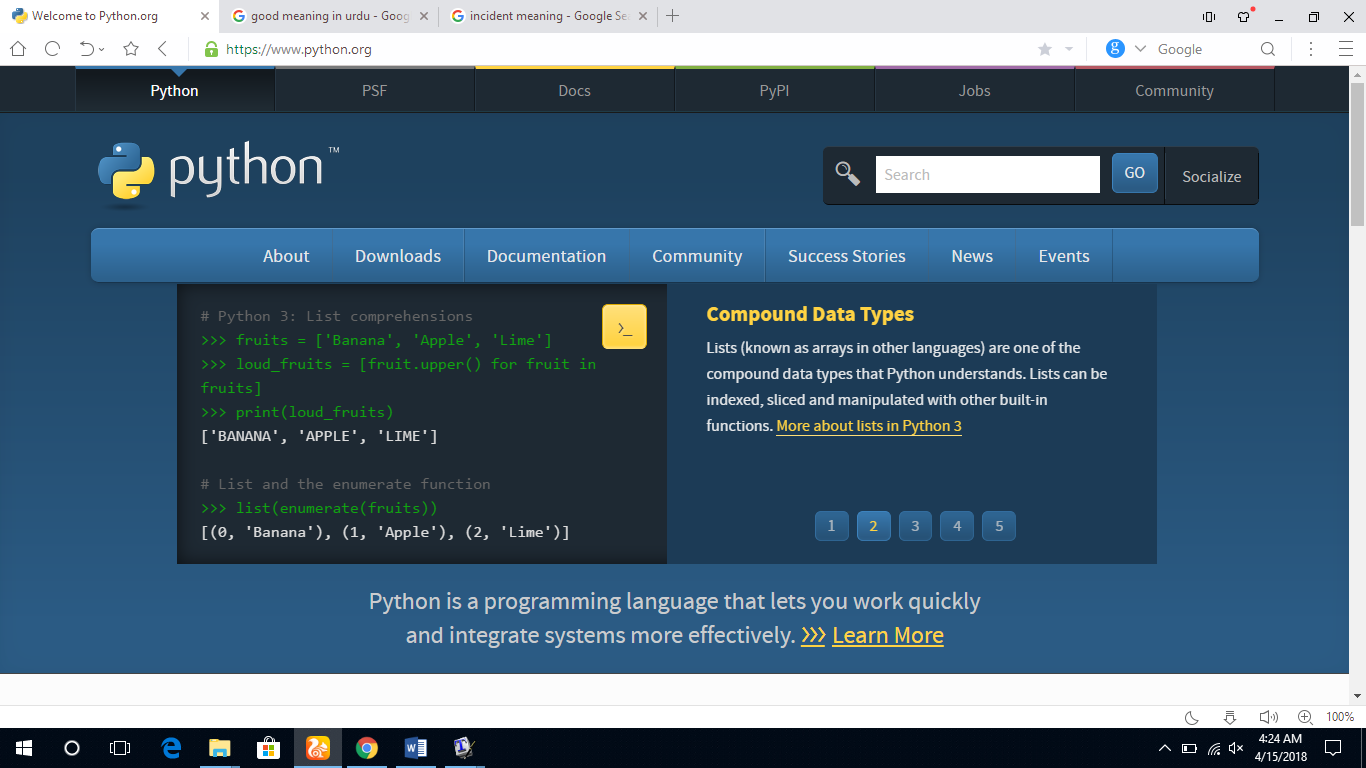 Welcome to Python.org
good meaning in urdu - Goog
incident meaning - Google Se
https://www.python.org
Google
Python
PSF
Docs
PyPI
Jobs
Community
python™
Search
GO
Socialize
About
Downloads
Documentation
Community
Success Stories
News
Events
# Python 3: List comprehensions
>>> fruits = ['Banana', 'Apple', 'Lime']
>>> loud_fruits = [fruit.upper() for fruit in
fruits]
>>> print(loud_fruits)
['BANANA', 'APPLE', 'LIME']
# List and the enumerate function
>>> list(enumerate(fruits))
[(0, 'Banana'), (1, 'Apple'), (2, 'Lime')]
>_
Compound Data Types
Lists (known as arrays in other languages) are one of the
compound data types that Python understands. Lists can be
indexed, sliced and manipulated with other built-in
functions. More about lists in Python 3
1 2 3 4 5
Python is a programming language that lets you work quickly
and integrate systems more effectively. >>> Learn More
100%
4:24 AM
4/15/2018